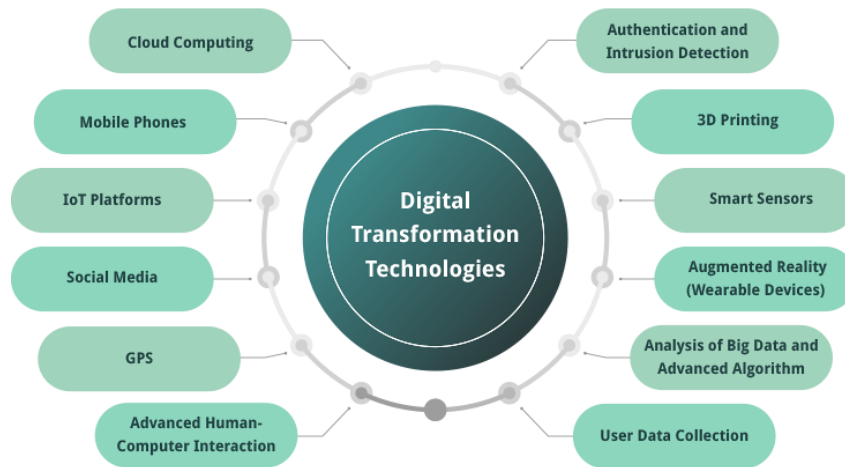 Digital
Transformation
Technologies
Cloud Computing
Mobile Phones
IoT Platforms
Social Media
GPS
Advanced Human-
Computer Interaction
Authentication and
Intrusion Detection
3D Printing
Smart Sensors
Augmented Reality
(Wearable Devices)
Analysis of Big Data and
Advanced Algorithm
User Data Collection